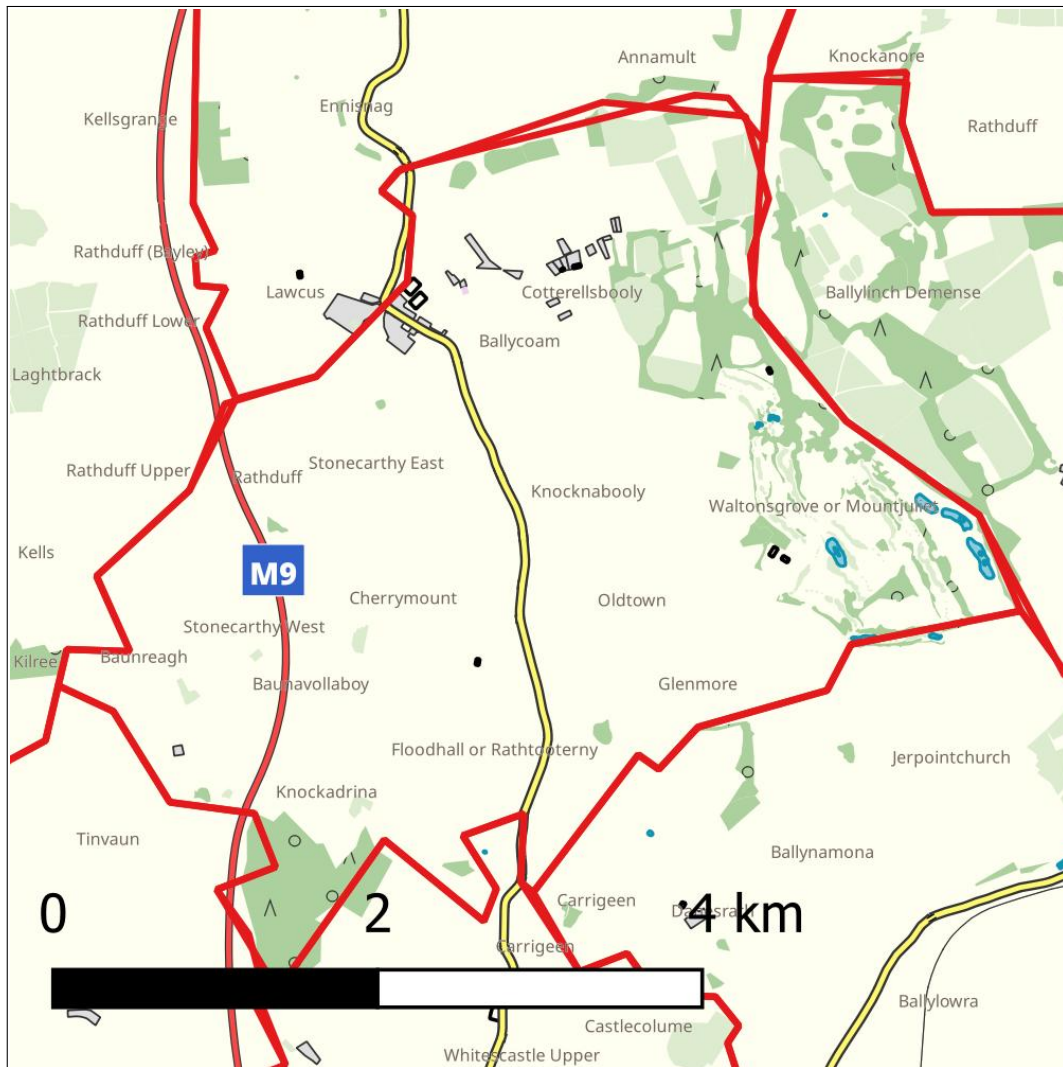 Annamult
Knockanore
Ennisnag
Kellsgrange
Rathduff
Rathduff (Bayley)
Lawcus
Cotterellsbooly
Ballylinch Demense
Rathduff Lower
Ballycoam
Laghtbrack
Stonecarthy East
Rathduff Upper
Rathduff
Knocknabooly
Waltonsgrove or Mountjuliet
Kells
M9
Cherrymount
Oldtown
Stonecarthy West
Kilree
Baunreagh
Baunavollaboy
Glenmore
Floodhall or Rathtooterny
Jerpointchurch
Knockadrina
Tinvaun
Ballynamona
Carrigeen
0
2
4 km
Carrigeen
Ballylowra
Castlecolume
Whitescastle Upper